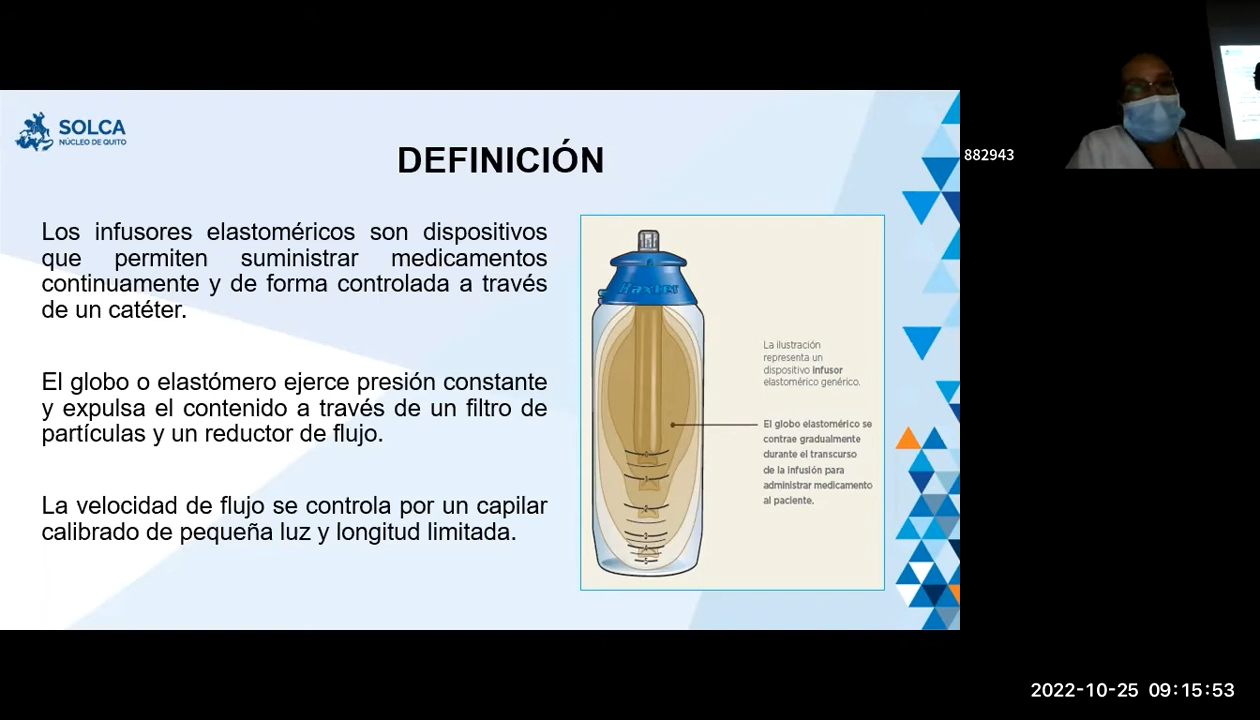 SOLCA
NÚCLEO DE QUITO
DEFINICIÓN
Los infusores elastoméricos son dispositivos
que permiten suministrar medicamentos
continuamente y de forma controlada a través
de un catéter.
El globo o elastómero ejerce presión constante
y expulsa el contenido a través de un filtro de
partículas y un reductor de flujo.
La velocidad de flujo se controla por un capilar
calibrado de pequeña luz y longitud limitada.
Baxter
La ilustración
representa un
dispositivo infusor
elastomérico genérico.
El globo elastomérico se
contrae gradualmente
durante el transcurso
de la infusión para
administrar medicamento
al paciente.
882943
2022-10-25 09:15:53